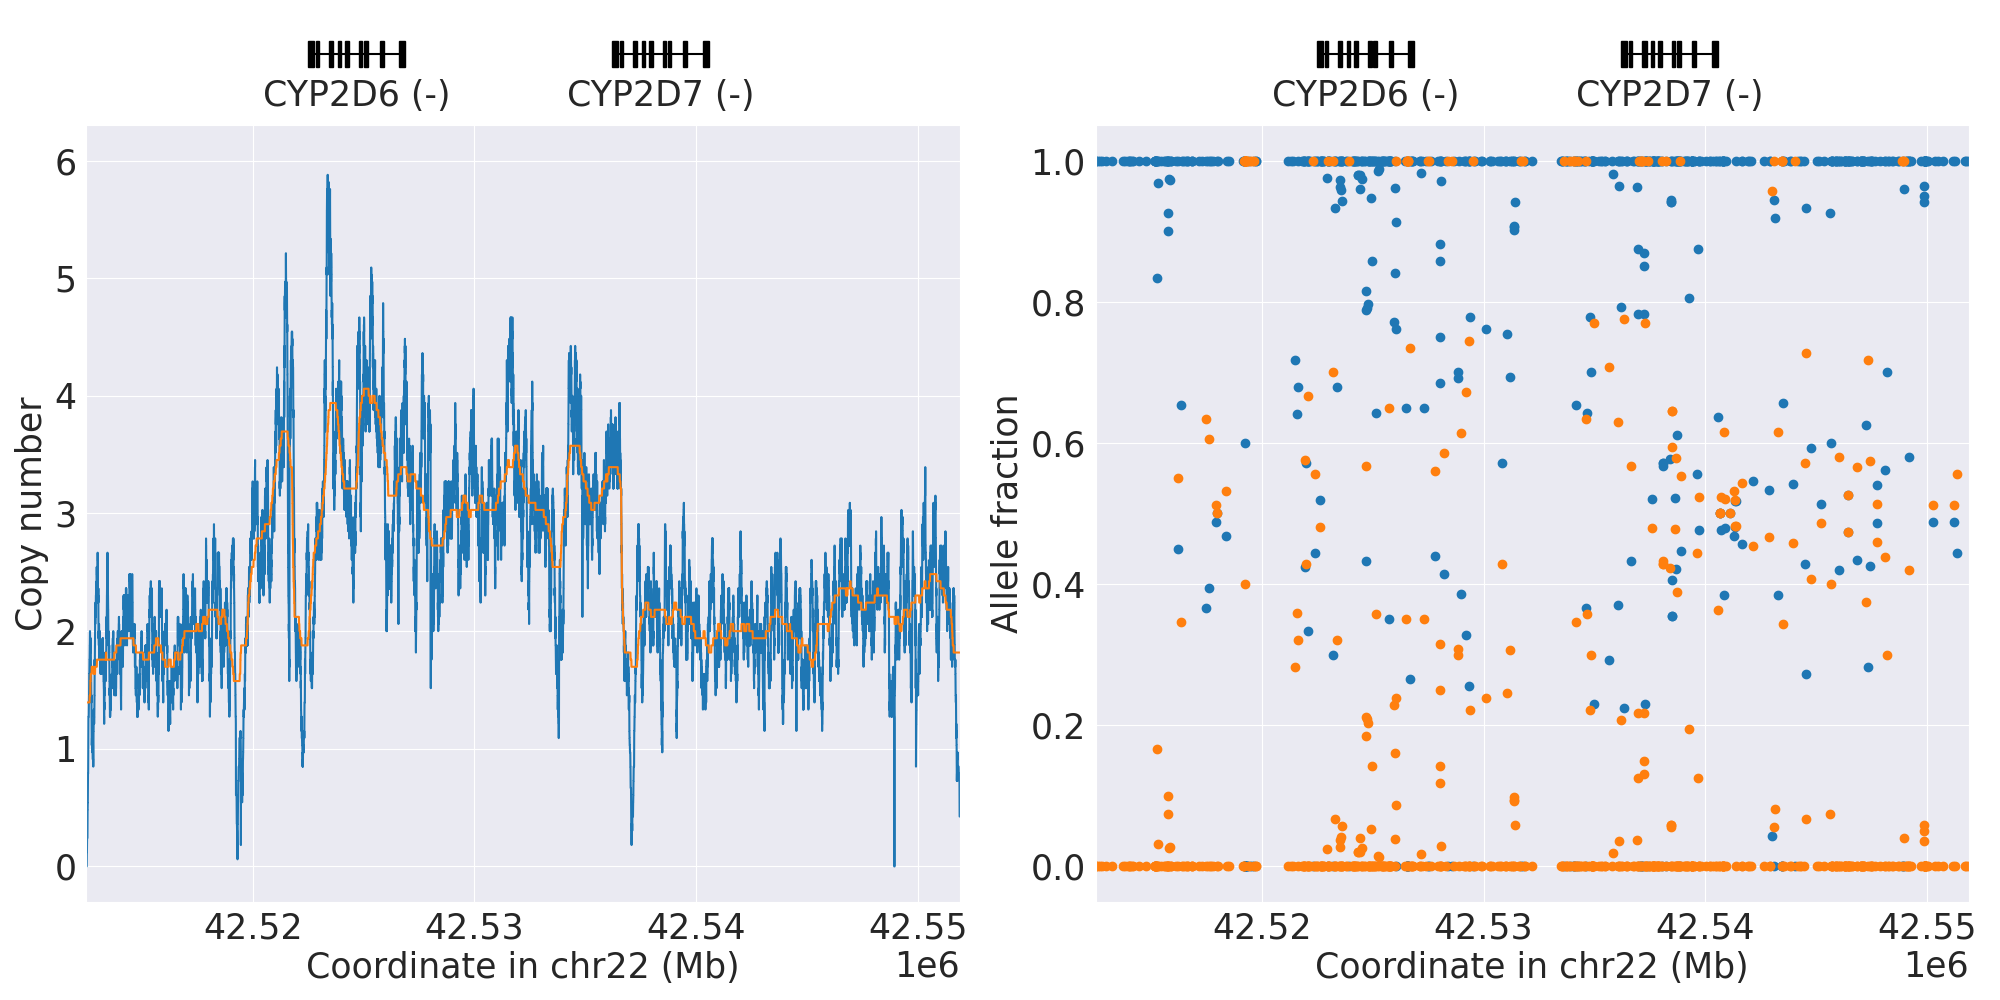 CYP2D6 (-) CYP2D7 (-)
CYP2D6 (-) CYP2D7 (-)
6
5
4
3
2
1
0
Copy number
42.52 42.53 42.54 42.55
Coordinate in chr22 (Mb) 1e6
1.0
0.8
0.6
0.4
0.2
0.0
Allele fraction
42.52 42.53 42.54 42.55
Coordinate in chr22 (Mb) 1e6